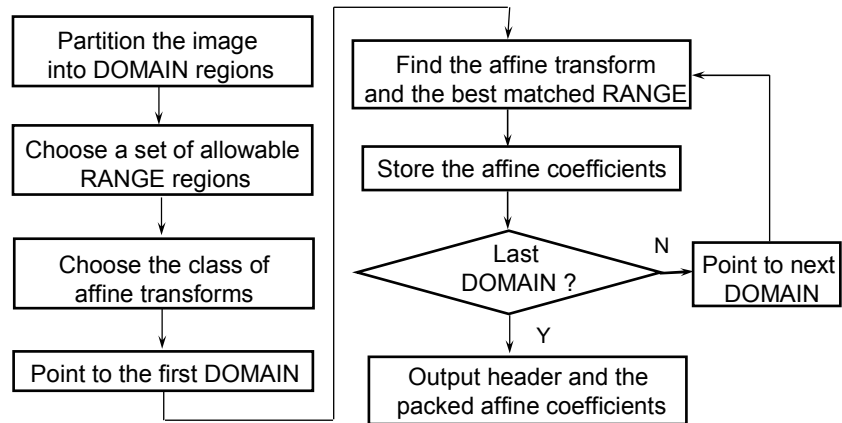 Partition the image
into DOMAIN regions
Choose a set of allowable
RANGE regions
Choose the class of
affine transforms
Point to the first DOMAIN
Find the affine transform
and the best matched RANGE
Store the affine coefficients
Last
DOMAIN ?
N
Point to next
DOMAIN
Y
Output header and the
packed affine coefficients